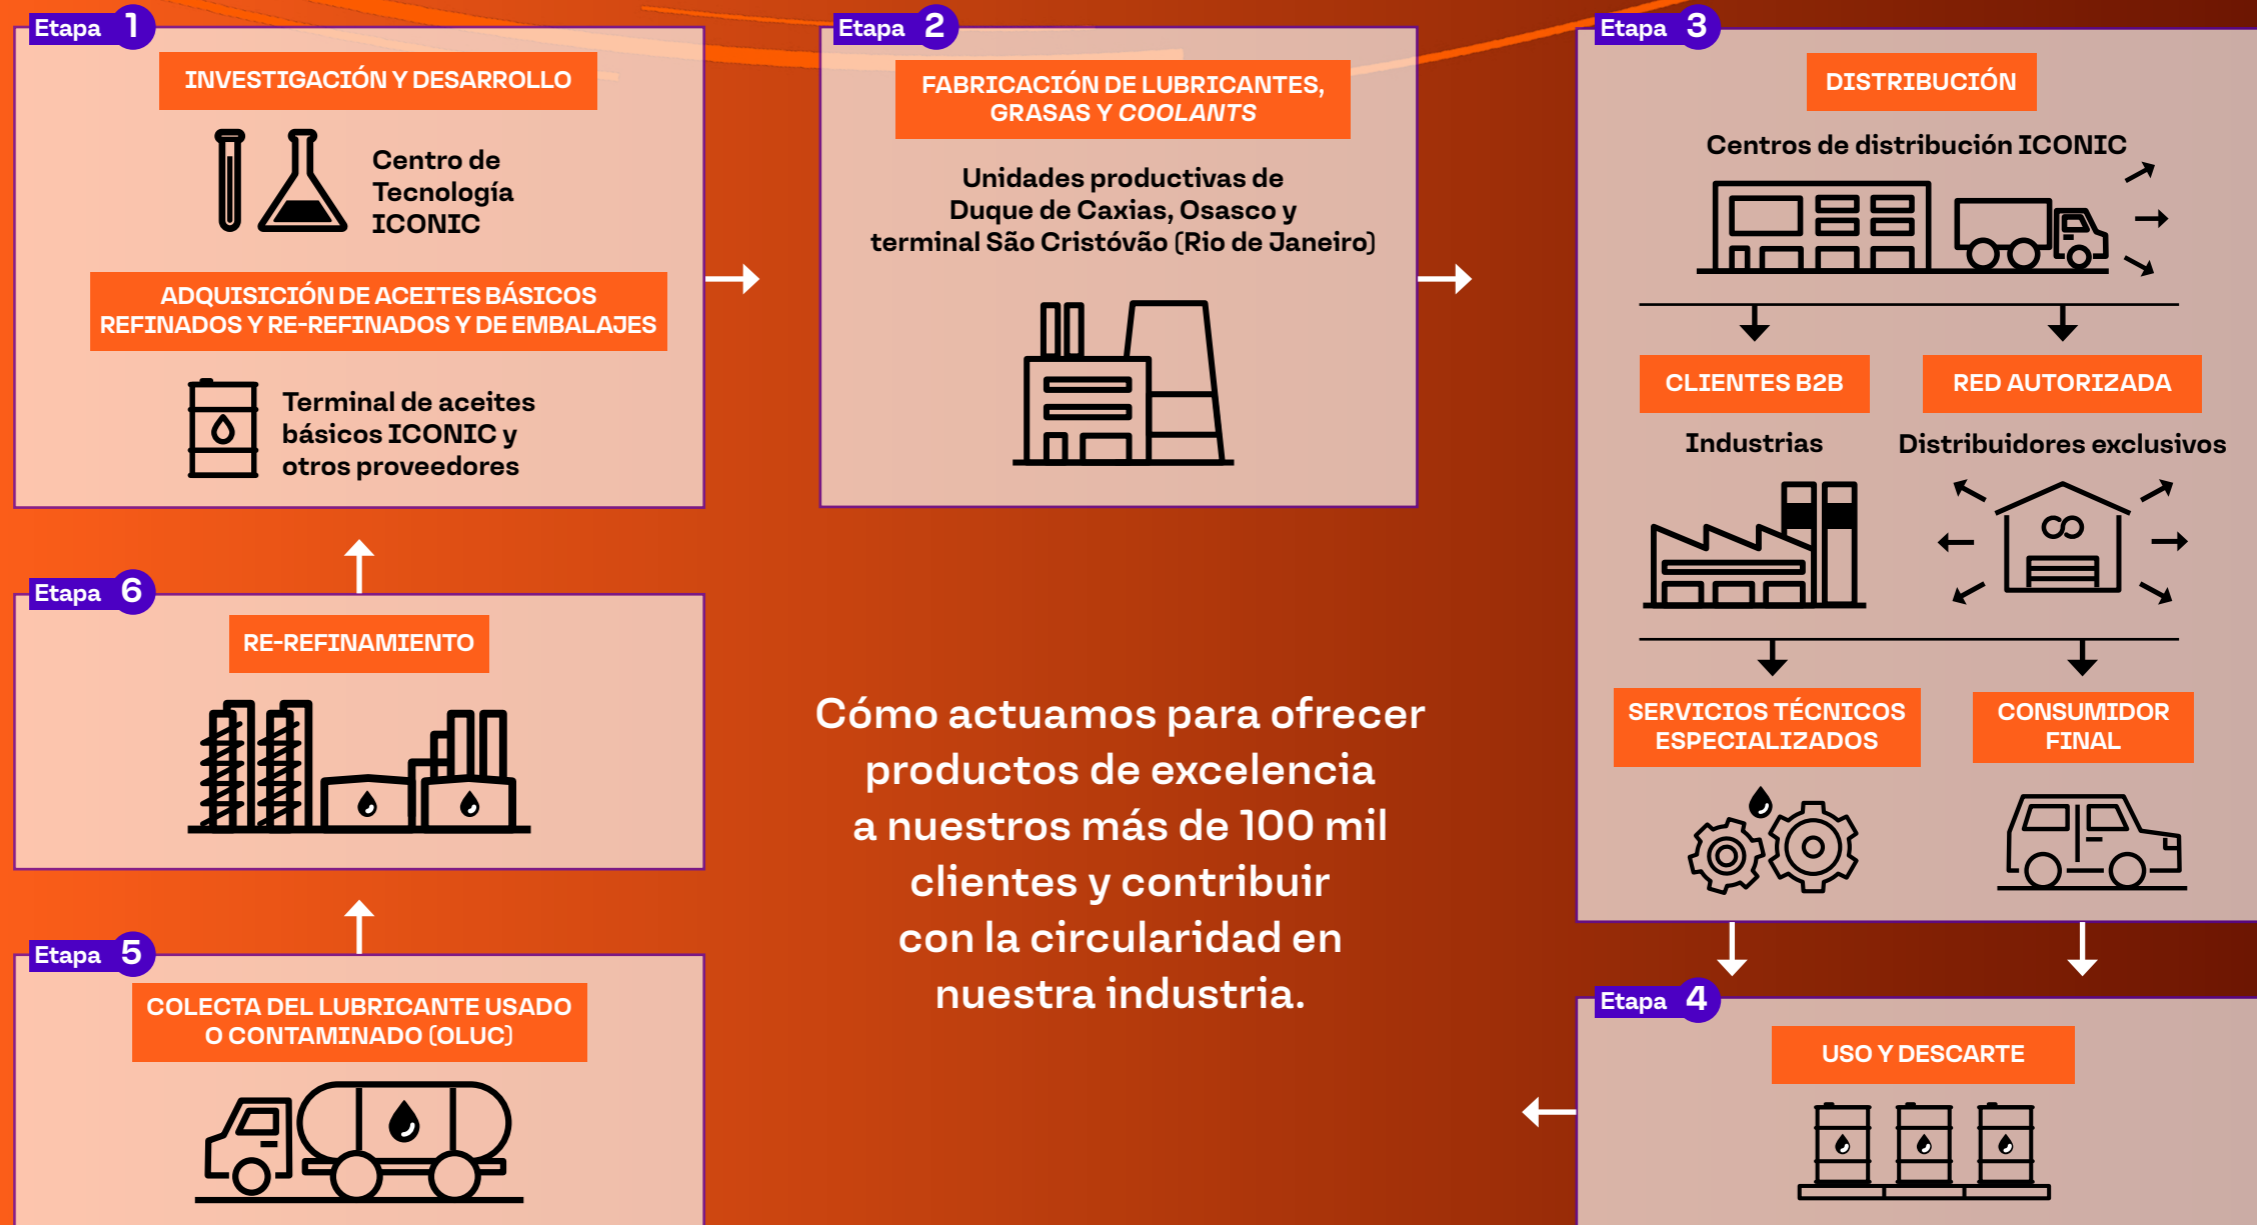 Etapa 1
INVESTIGACIÓN Y DESARROLLO
Centro de
Tecnología
ICONIC
ADQUISICIÓN DE ACEITES BÁSICOS
REFINADOS Y RE-REFINADOS Y DE EMBALAJES
Terminal de aceites
básicos ICONIC y
otros proveedores
Etapa 2
FABRICACIÓN DE LUBRICANTES,
GRASAS Y COOLANTS
Unidades productivas de
Duque de Caxias, Osasco y
terminal São Cristóvão (Rio de Janeiro)
Etapa 3
DISTRIBUCIÓN
Centros de distribución ICONIC
CLIENTES B2B
Industrias
RED AUTORIZADA
Distribuidores exclusivos
SERVICIOS TÉCNICOS
ESPECIALIZADOS
CONSUMIDOR
FINAL
Etapa 4
USO Y DESCARTE
Etapa 5
COLECTA DEL LUBRICANTE USADO
O CONTAMINADO (OLUC)
Etapa 6
RE-REFINAMIENTO
Cómo actuamos para ofrecer
productos de excelencia
a nuestros más de 100 mil
clientes y contribuir
con la circularidad en
nuestra industria.